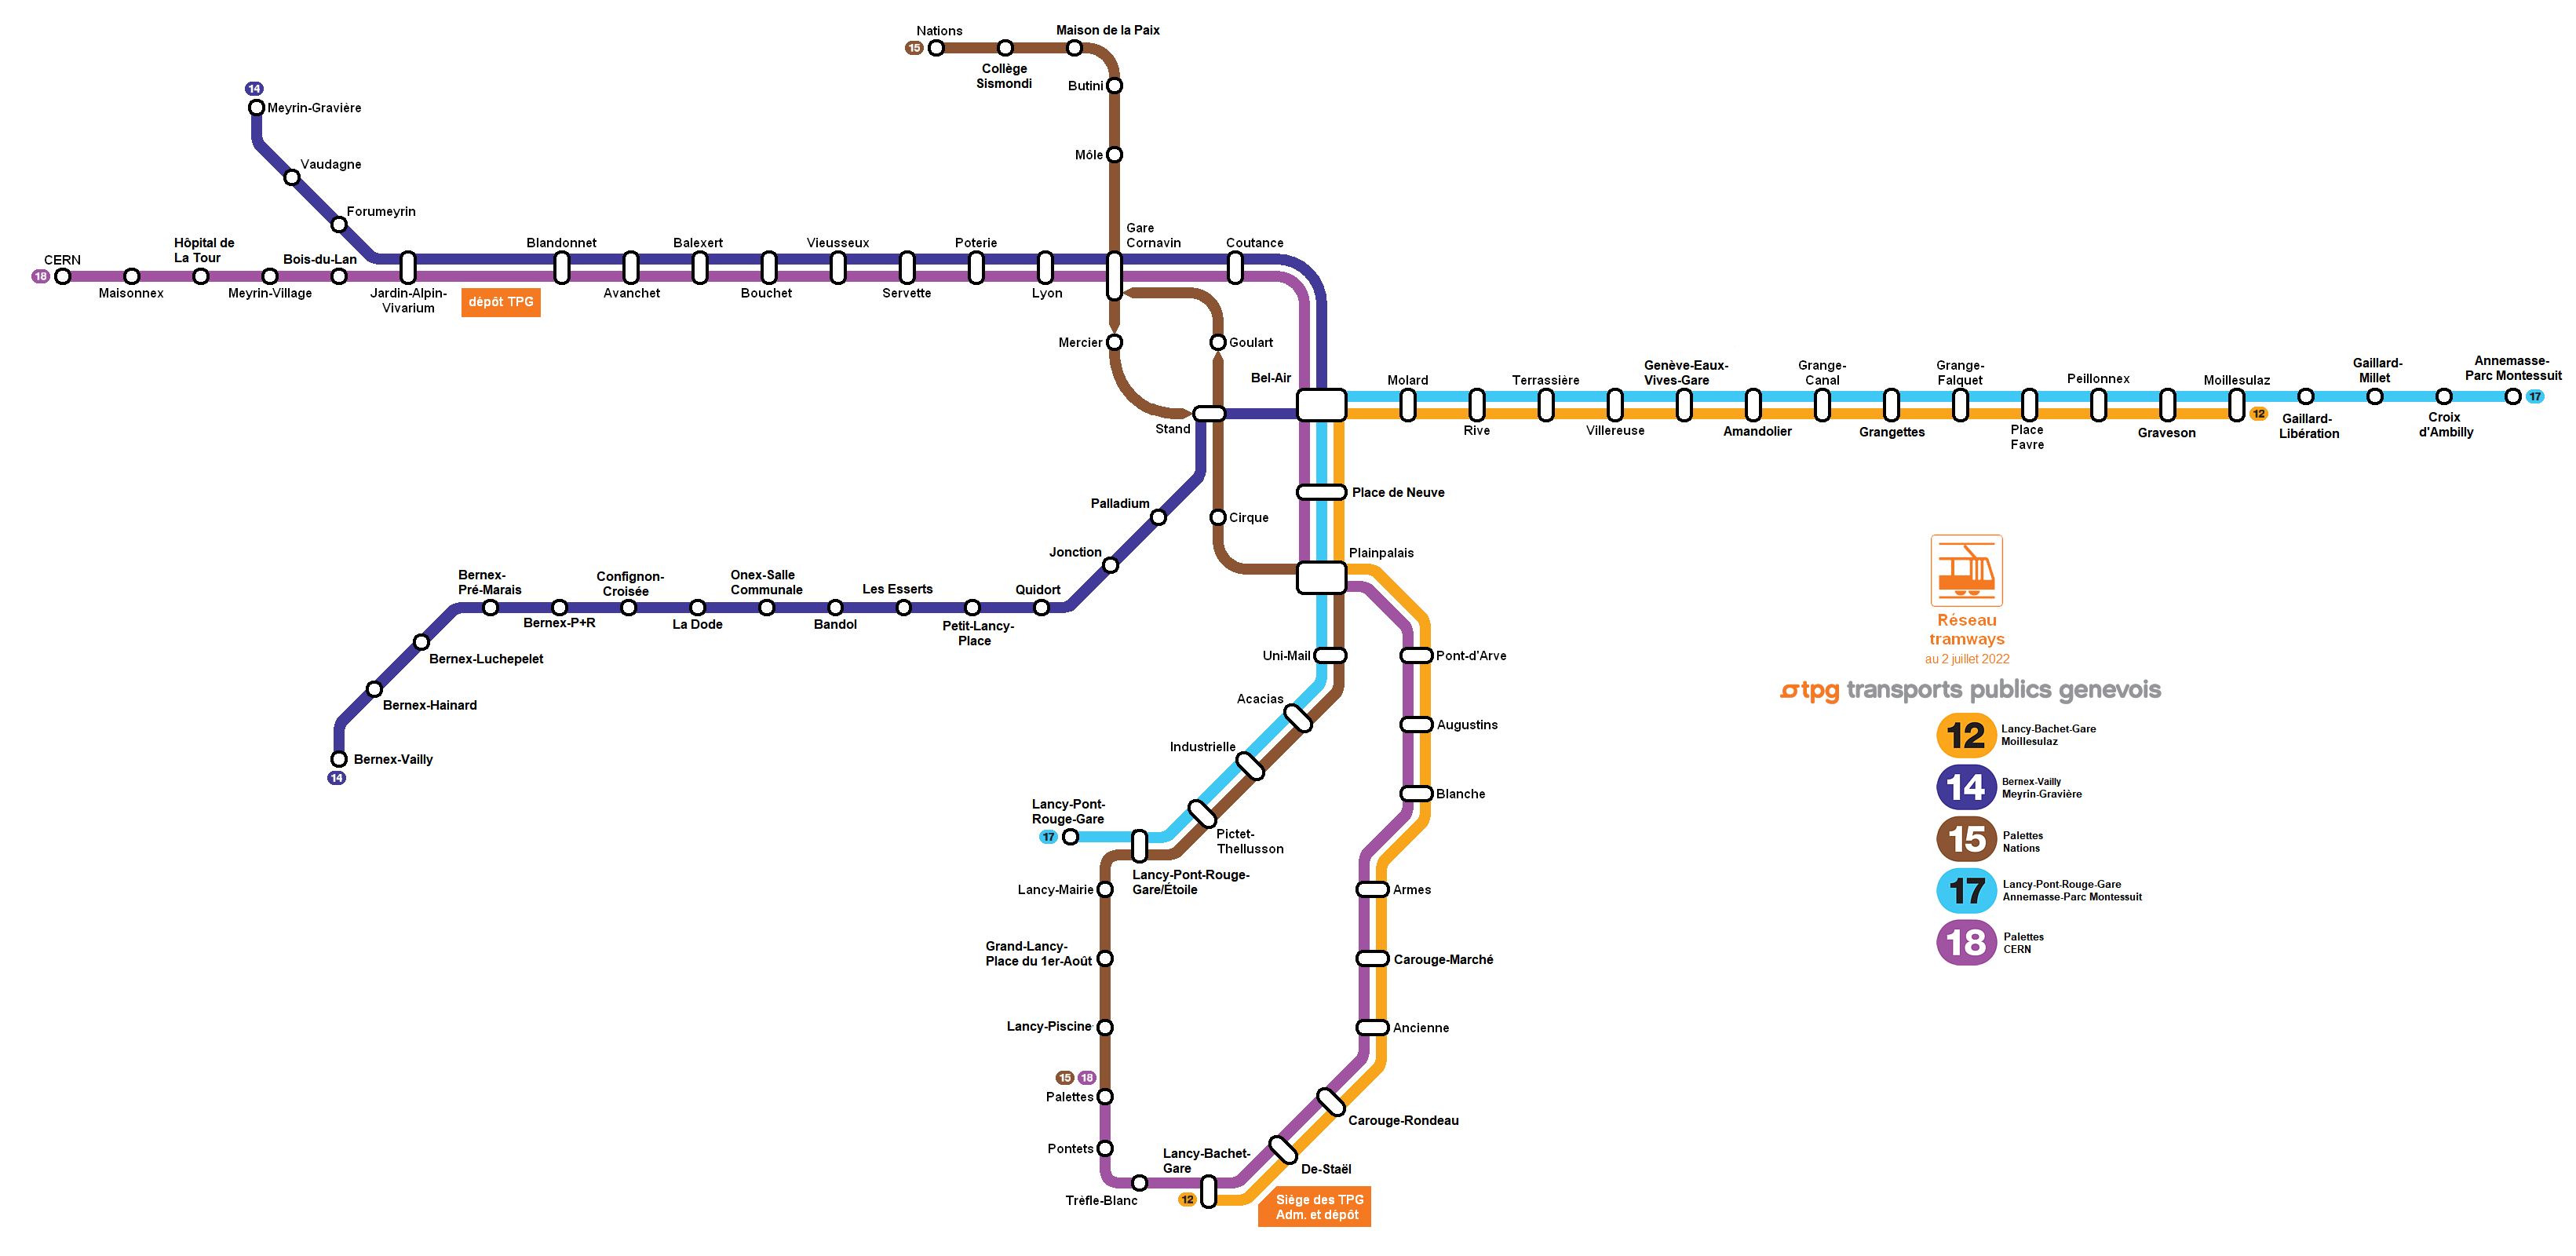 Nations
Maison de la Paix
15
Collège
Sismondi
Butini
14
Meyrin-Gravière
Môle
Vaudagne
Forumeyrin
Gare
Cornavin
Hôpital de
La Tour
CERN
18
Bois-du-Lan
Blandonnet
Balexert
Vieusseux
Poterie
Coutance
Maisonnex
Meyrin-Village
Jardin-Alpin-
Vivarium
dépôt TPG
Avanchet
Bouchet
Servette
Lyon
Mercier
Goulart
Bel-Air
Stand
Molard
Terrassière
Genève-Eaux-
Vives-Gare
Grange-
Canal
Grange-
Falquet
Peillonnex
Moillesulaz
Gaillard-
Millet
Annemasse-
Parc Montessuit
17
12
Rive
Villereuse
Amandolier
Grangettes
Place
Favre
Graveson
Gaillard-
Libération
Croix
d'Ambilly
Place de Neuve
Palladium
Cirque
Jonction
Plainpalais
Bernex-
Pré-Marais
Confignon-
Croisée
Onex-Salle
Communale
Les Esserts
Quidort
Bernex-P+R
La Dode
Bandol
Petit-Lancy-
Place
Bernex-Luchepelet
Bernex-Hainard
Bernex-Vailly
14
Uni-Mail
Pont-d'Arve
Acacias
Augustins
Industrielle
Blanche
Lancy-Pont-
Rouge-Gare
17
Pictet-
Thellusson
Lancy-Pont-Rouge-
Gare/Étoile
Lancy-Mairie
Armes
Grand-Lancy-
Place du 1er-Août
Carouge-Marché
Lancy-Piscine
Ancienne
15
18
Palettes
Carouge-Rondeau
Pontets
Lancy-Bachet-
Gare
De-Staël
Trèfle-Blanc
12
Siège des TPG
Adm. et dépôt
Réseau
tramways
au 2 juillet 2022
tpg transports publics genevois
12
Lancy-Bachet-Gare
Moillesulaz
14
Bernex-Vailly
Meyrin-Gravière
15
Palettes
Nations
17
Lancy-Pont-Rouge-Gare
Annemasse-Parc Montessuit
18
Palettes
CERN